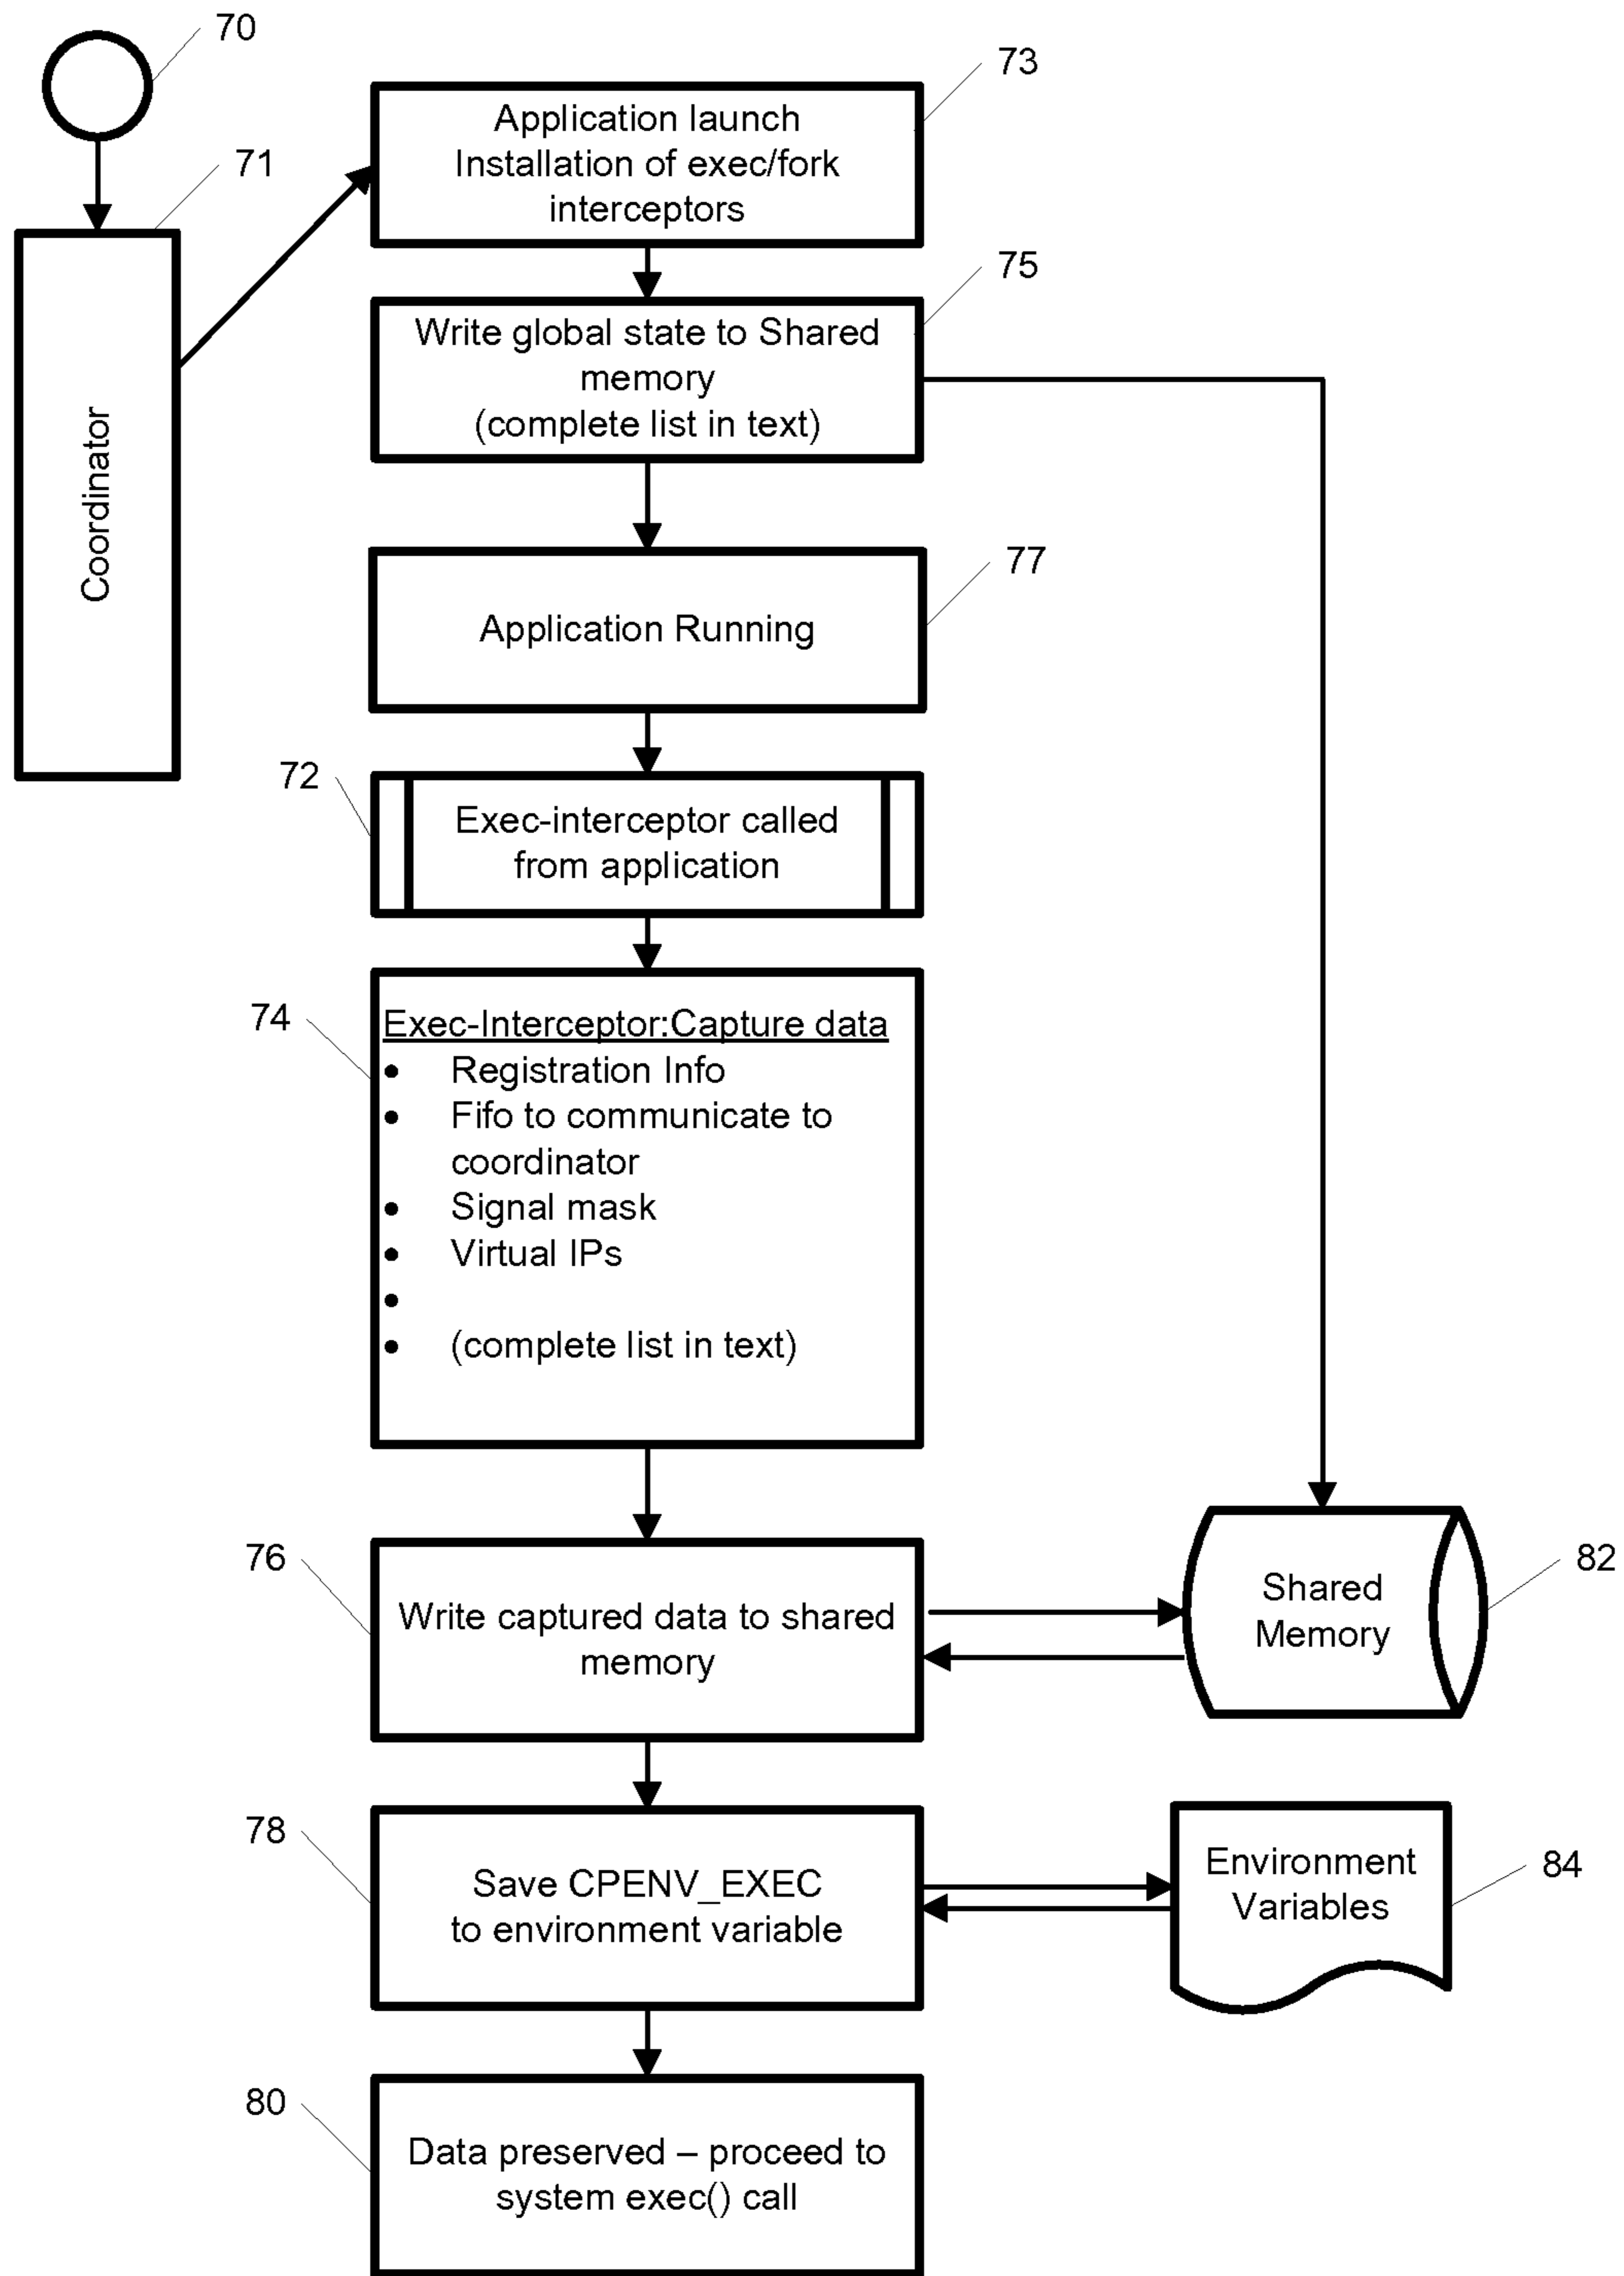 70
73
Application launch
Installation of exec/fork
interceptors
71
75
Write global state to Shared
memory
(complete list in text)
Coordinator
77
Application Running
72
Exec-interceptor called
from application
74
Exec-Interceptor:Capture data
• Registration Info
• Fifo to communicate to
coordinator
• Signal mask
• Virtual IPs
•
• (complete list in text)
76
Write captured data to shared
memory
Shared
Memory
82
78
Save CPENV_EXEC
to environment variable
Environment
Variables
84
80
Data preserved – proceed to
system exec() call